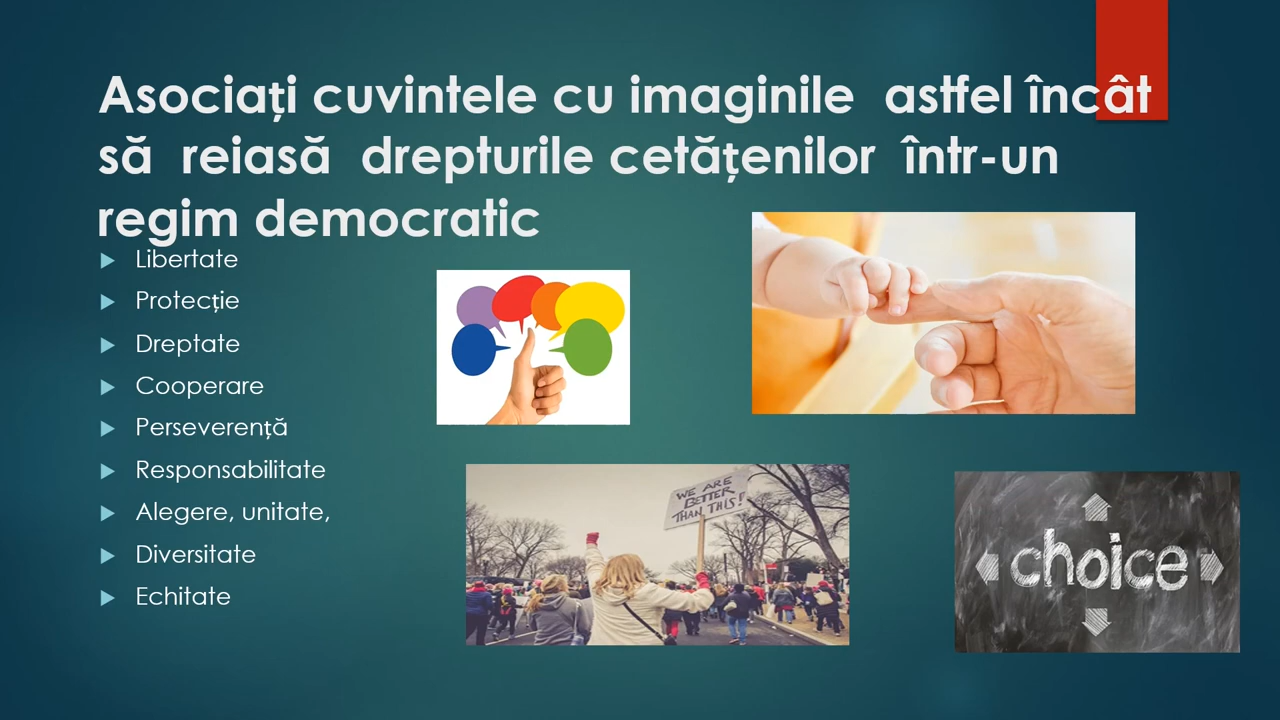 Asociați cuvintele cu imaginile astfel încât
să reiasă drepturile cetățenilor într-un
regim democratic
Libertate
Protecție
Dreptate
Cooperare
Perseverență
Responsabilitate
Alegere, unitate,
Diversitate
Echitate
WE ARE
BETTER
THAN THIS!
choice